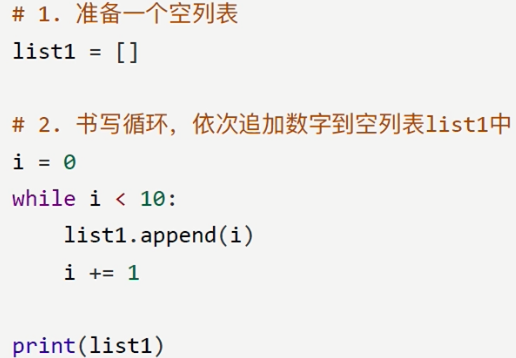 # 1. 准备一个空列表
list1 = []
# 2. 书写循环，依次追加数字到空列表list1中
i = 0
while i < 10:
    list1.append(i)
    i += 1
print(list1)